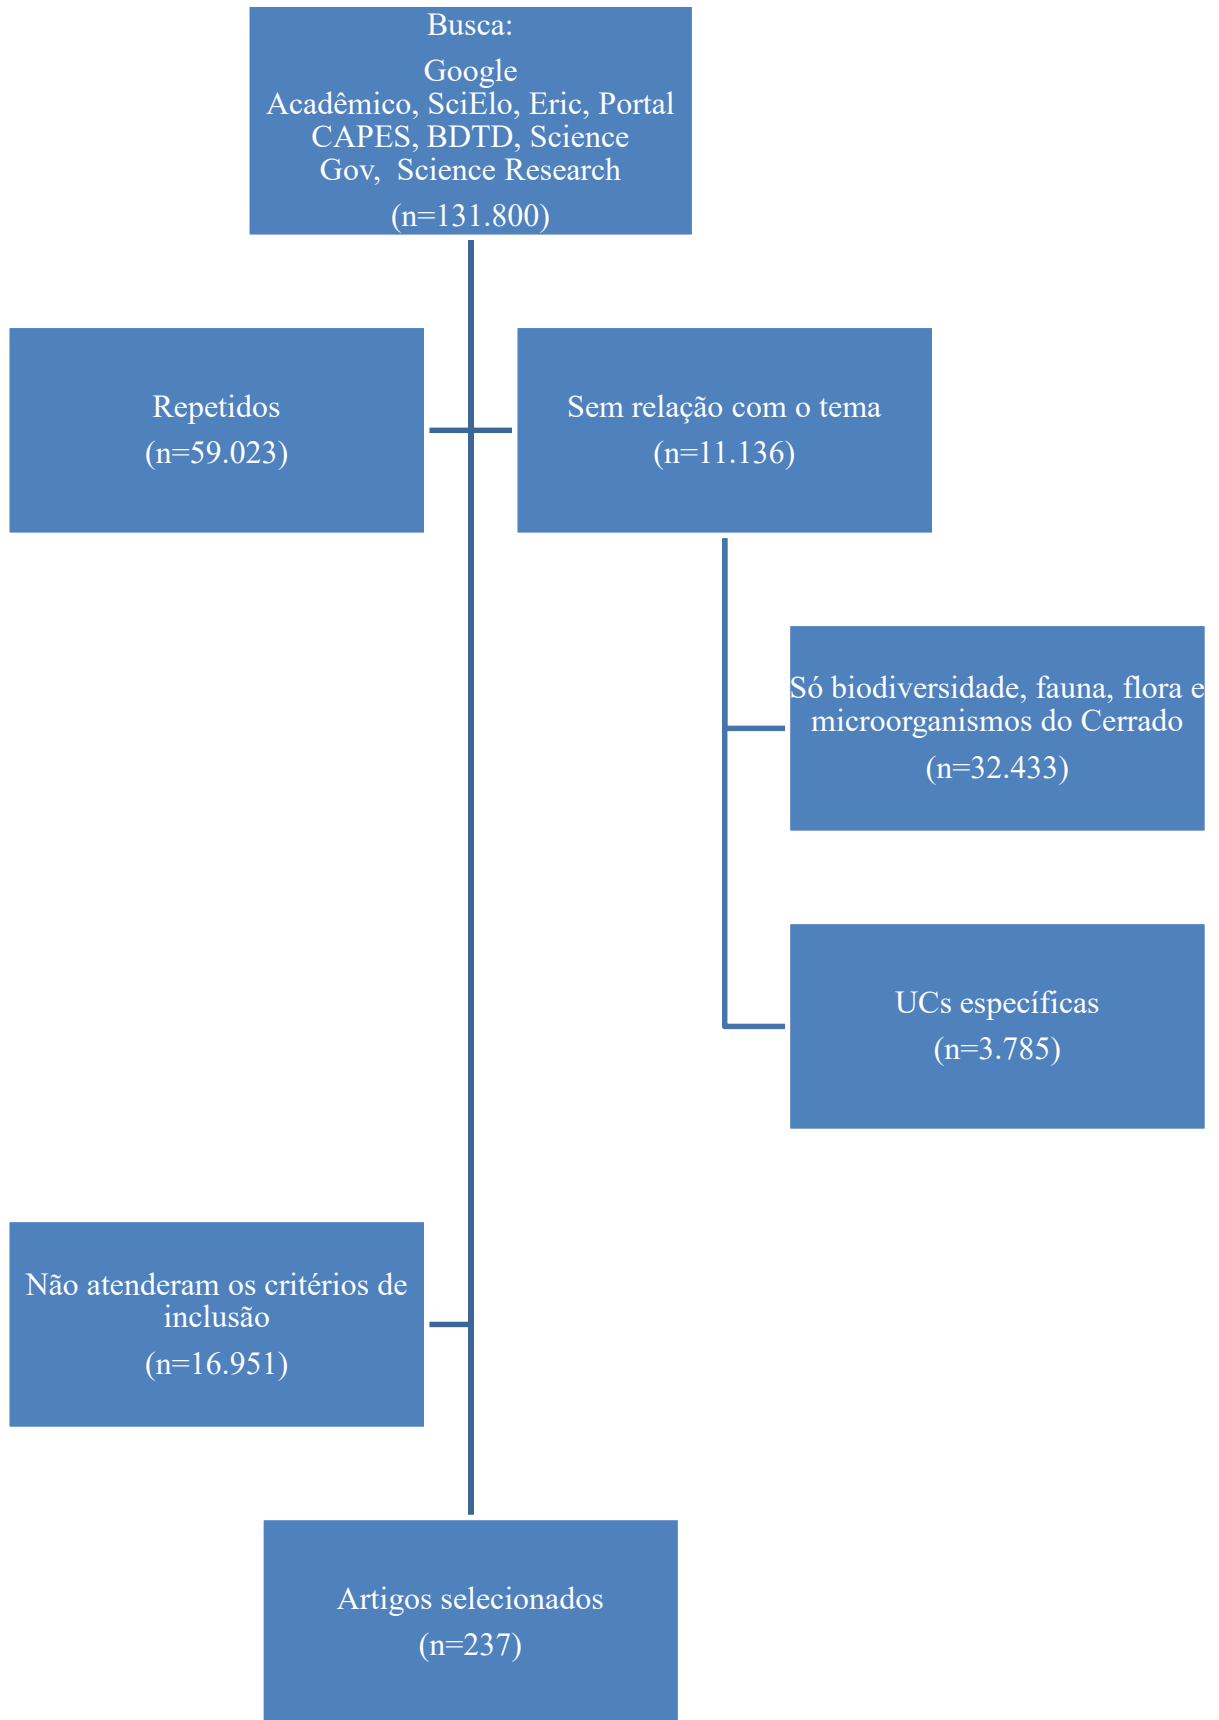 Busca:
Google
Acadêmico, SciElo, Eric, Portal
CAPES, BDTD, Science
Gov,  Science Research
(n=131.800)
Repetidos
(n=59.023)
Sem relação com o tema
(n=11.136)
Só biodiversidade, fauna, flora e
microorganismos do Cerrado
(n=32.433)
UCs específicas
(n=3.785)
Não atenderam os critérios de
inclusão
(n=16.951)
Artigos selecionados
(n=237)